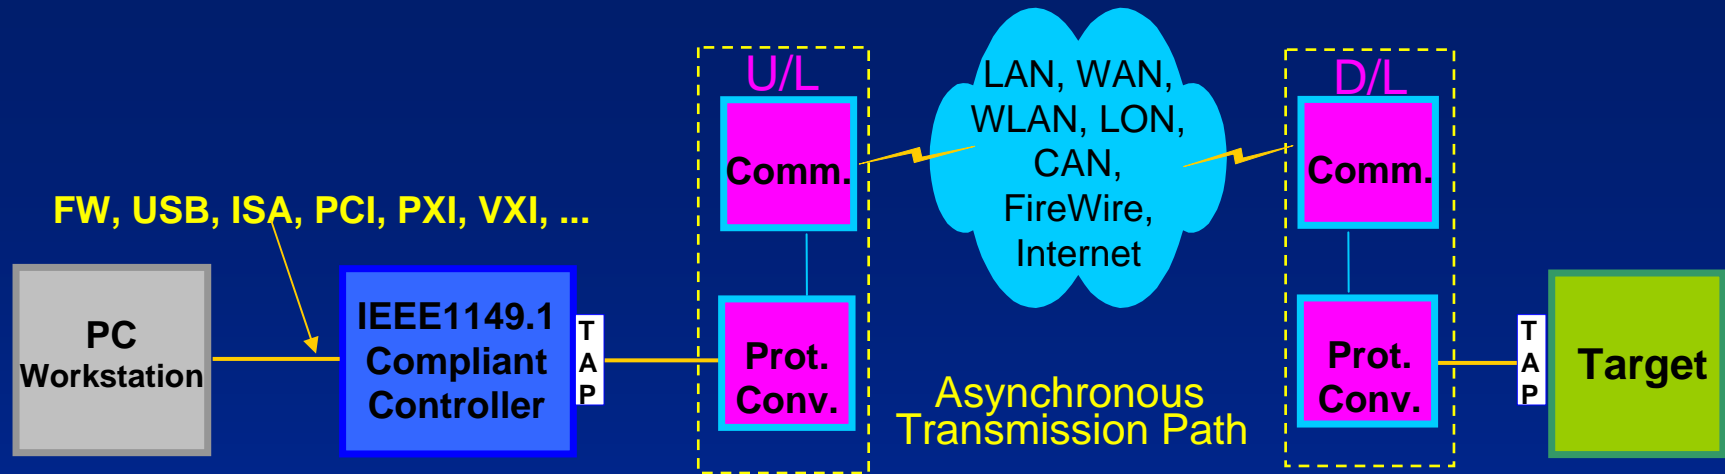 FW, USB, ISA, PCI, PXI, VXI, ...
PC
Workstation
IEEE1149.1
Compliant
Controller
T
A
P
U/L
Comm.
Prot.
Conv.
LAN, WAN,
WLAN, LON,
CAN,
FireWire,
Internet
Asynchronous
Transmission Path
D/L
Comm.
Prot.
Conv.
T
A
P
Target